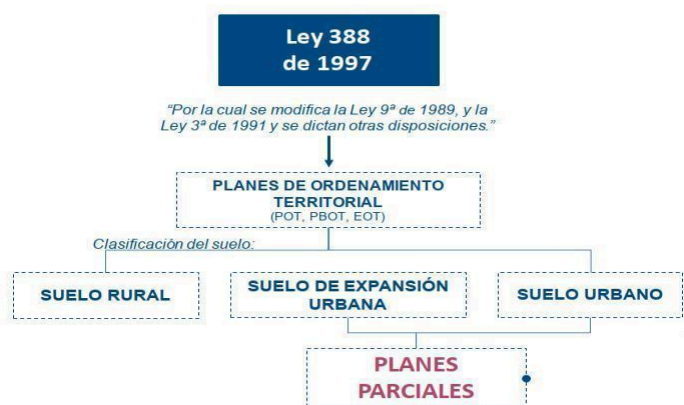 Ley 388
de 1997
“Por la cual se modifica la Ley 9ª de 1989, y la
Ley 3ª de 1991 y se dictan otras disposiciones.”
PLANES DE ORDENAMIENTO
TERRITORIAL
(POT, PBOT, EOT)
Clasificación del suelo:
SUELO RURAL
SUELO DE EXPANSIÓN
URBANA
SUELO URBANO
PLANES
PARCIALES